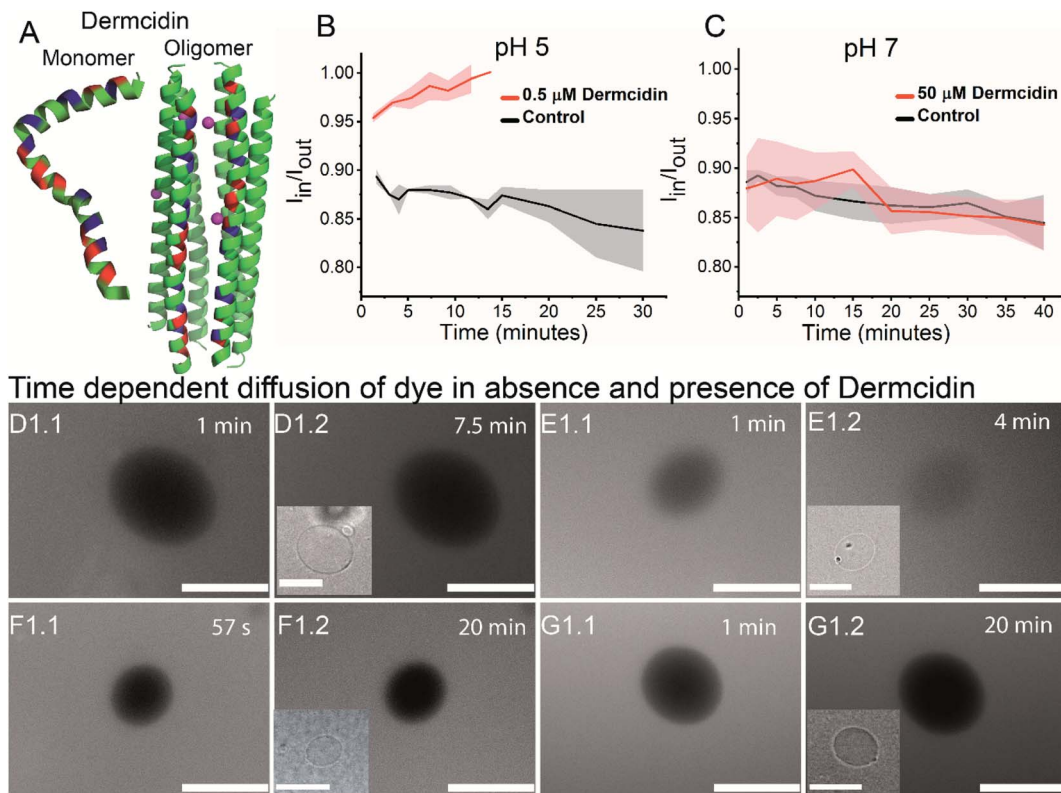 A
Dermcidin
Monomer
Oligomer
B
pH 5
1.00
0.95
0.90
0.85
0.80
I_in/I_out
0.5 μM Dermcidin
Control
0 5 10 15 20 25 30
Time (minutes)
C
pH 7
1.00
0.95
0.90
0.85
0.80
I_in/I_out
50 μM Dermcidin
Control
0 5 10 15 20 25 30 35 40
Time (minutes)
Time dependent diffusion of dye in absence and presence of Dermcidin
D1.1 1 min
D1.2 7.5 min
E1.1 1 min
E1.2 4 min
F1.1 57 s
F1.2 20 min
G1.1 1 min
G1.2 20 min